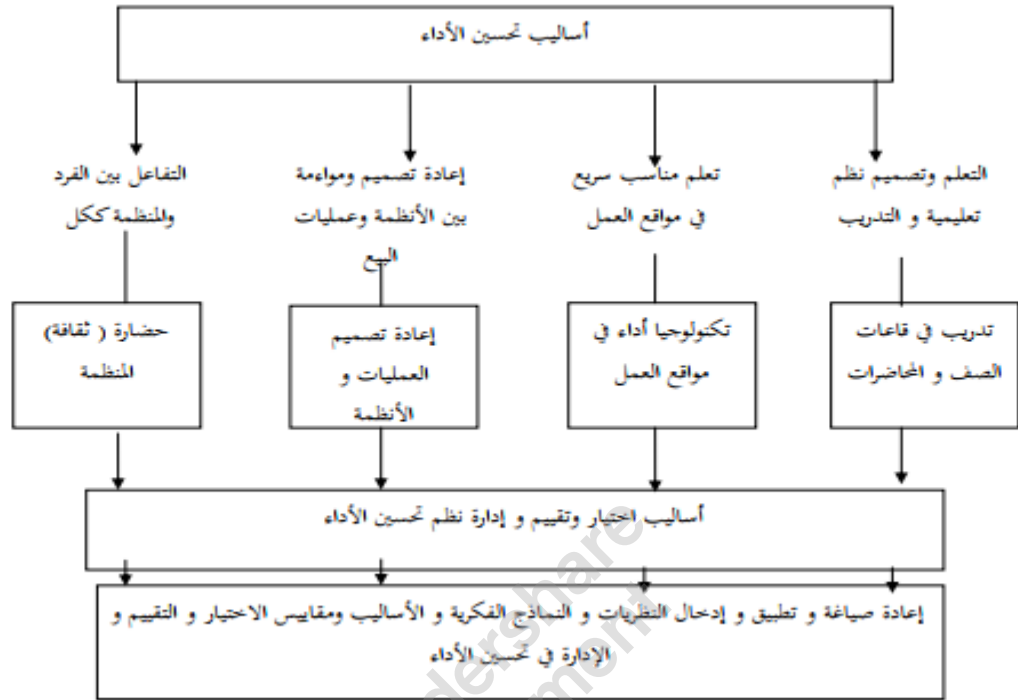 أساليب تحسين الأداء
التعلم وتصميم نظم
تعليمية و التدريب
تعلم مناسب سريع
في مواقع العمل
إعادة تصميم ومواءمة
بين الأنظمة وعمليات
البيع
التفاعل بين الفرد
والمنظمة ككل
تدريب في قاعات
الصف و المحاضرات
تكنولوجيا أداء في
مواقع العمل
إعادة تصميم
العمليات و
الأنظمة
حضارة ( ثقافة)
المنظمة
أساليب اختيار وتقييم و إدارة نظم تحسين الأداء
إعادة صياغة و تطبيق و إدخال النظريات و النماذج الفكرية و الأساليب ومقاييس الاختيار و التقييم و
الإدارة في تحسين الأداء